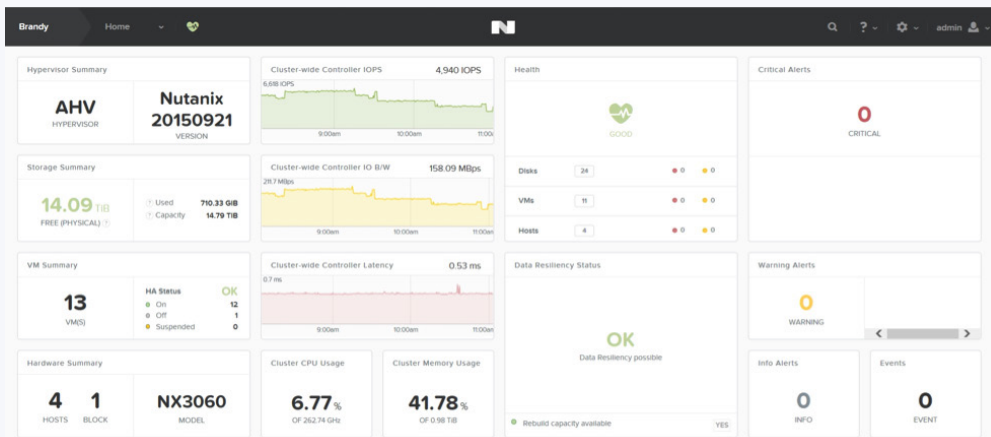 Brandy Home ? admin
Hypervisor Summary
AHV
HYPERVISOR
Nutanix
20150921
VERSION
Cluster-wide Controller IOPS 4,940 IOPS
6,618 IOPS
9:00am 10:00am 11:00
Health
GOOD
Disks 24 0 0
VMs 11 0 0
Hosts 4 0 0
Critical Alerts
0
CRITICAL
Storage Summary
14.09 TiB
FREE (PHYSICAL) ?
? Used 710.33 GiB
? Capacity 14.79 TiB
Cluster-wide Controller IO B/W 158.09 MBps
211.7 MBps
9:00am 10:00am 11:00am
VM Summary
13
VM(S)
HA Status OK
On 12
Off 1
Suspended 0
Cluster-wide Controller Latency 0.53 ms
0.7 ms
9:00am 10:00am 11:00am
Data Resiliency Status
OK
Data Resiliency possible
Rebuild capacity available YES
Warning Alerts
0
WARNING
Hardware Summary
4
HOSTS
1
BLOCK
NX3060
MODEL
Cluster CPU Usage
6.77 %
OF 262.74 GHz
Cluster Memory Usage
41.78 %
OF 0.98 TiB
Info Alerts
0
INFO
Events
0
EVENT